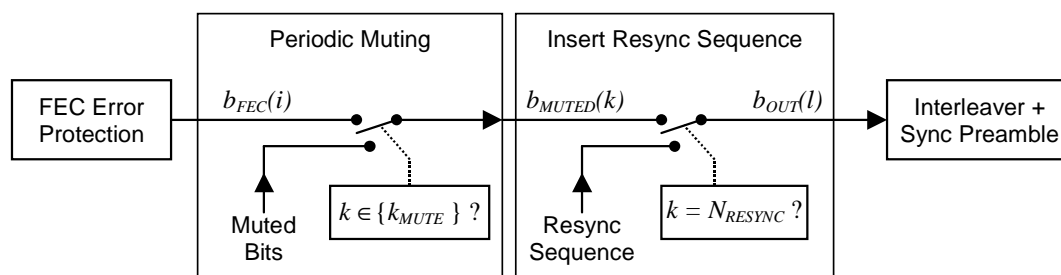 Periodic Muting
Insert Resync Sequence
FEC Error
Protection
b_FEC(i)
b_MUTED(k)
b_OUT(l)
Interleaver +
Sync Preamble
Muted
Bits
k ∈ {k_MUTE } ?
Resync
Sequence
k = N_RESYNC ?